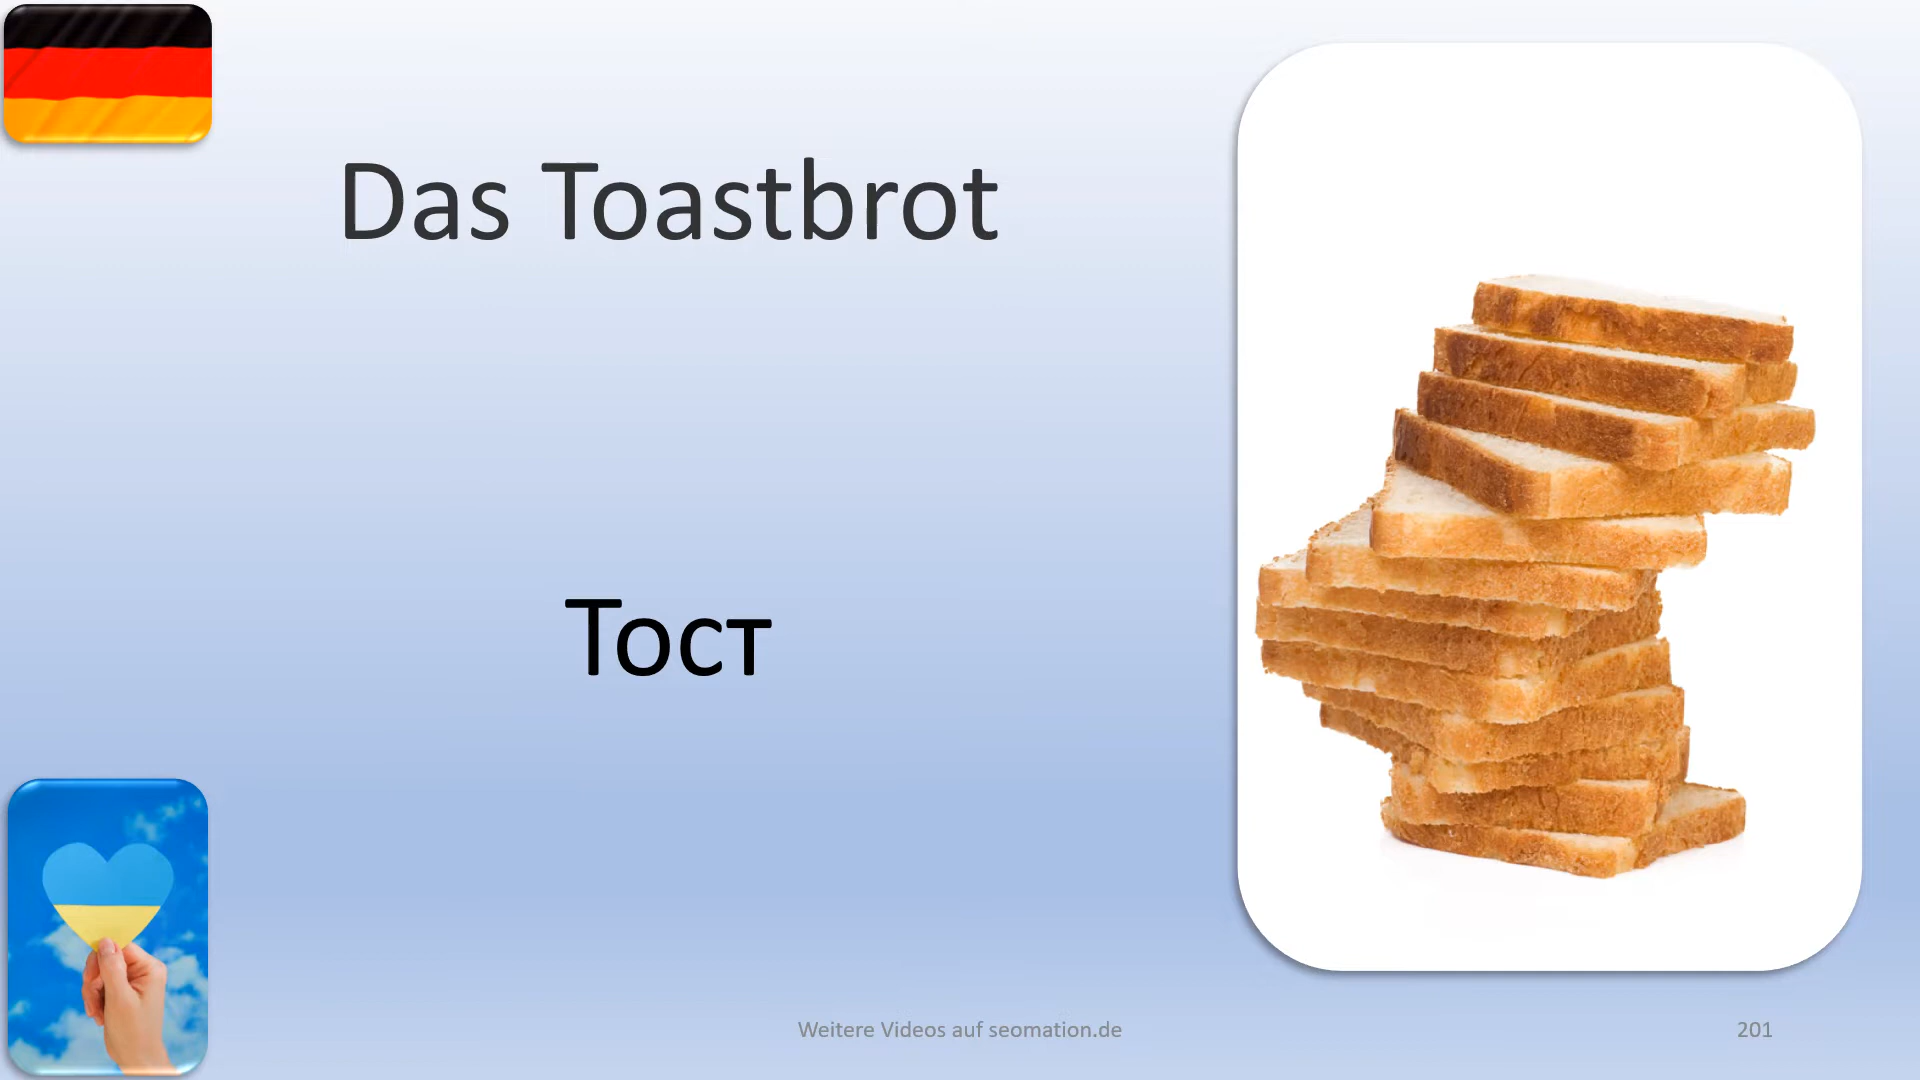 Das Toastbrot
Тост
Weitere Videos auf seomation.de
201